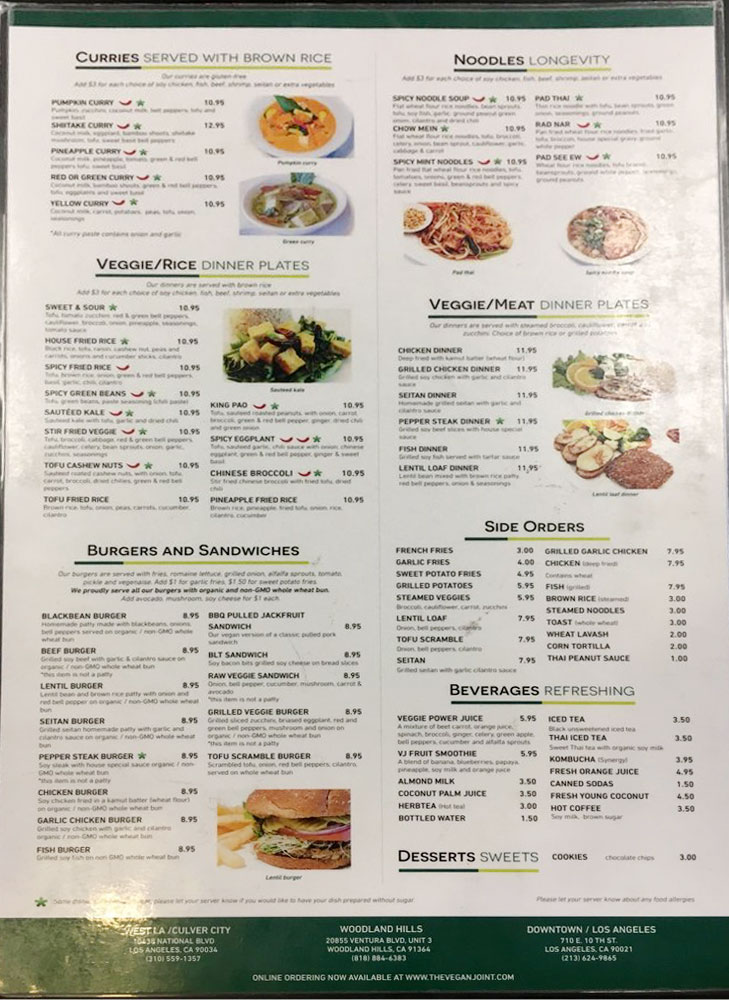 CURRIES SERVED WITH BROWN RICE
Our curries are gluten-free
Add $3 for each choice of soy chicken, fish, beef, shrimp, seitan or extra vegetables
PUMPKIN CURRY 10.95
Pumpkin, zucchini, coconut milk, bell peppers, tofu and
sweet basil
SHIITAKE CURRY 12.95
Coconut milk, eggplant, bamboo shoots, shiitake
mushroom, tofu, sweet basil bell peppers
PINEAPPLE CURRY 10.95
Coconut milk, pineapple, tomato, green & red bell
peppers, tofu, sweet basil
RED OR GREEN CURRY 10.95
Coconut milk, bamboo shoots, green & red bell peppers,
tofu, eggplants and sweet basil
YELLOW CURRY 10.95
Coconut milk, carrot, potatoes, peas, tofu, onion,
seasonings
*All curry paste contains onion and garlic
Pumpkin curry
Green curry
VEGGIE/RICE DINNER PLATES
Our dinners are served with brown rice
Add $3 for each choice of soy chicken, fish, beef, shrimp, seitan or extra vegetables
SWEET & SOUR 10.95
Tofu, tomato zucchini, red & green bell peppers,
cauliflower, broccoli, onion, pineapple, seasonings,
tomato sauce
HOUSE FRIED RICE 10.95
Black rice, tofu, raisin, cashew nut, peas and
carrots, onions and cucumber sticks, cilantro
SPICY FRIED RICE 10.95
Tofu, brown rice, onion, green & red bell peppers,
basil, garlic, chili, cilantro
SPICY GREEN BEANS 10.95
Tofu, green beans, paste seasoning (chili paste)
SAUTÉED KALE 10.95
Sauteed kale with tofu, garlic and dried chili
STIR FRIED VEGGIE 10.95
Tofu, broccoli, cabbage, red & green bell peppers,
cauliflower, celery, bean sprouts, onion, garlic,
zucchini, seasonings
TOFU CASHEW NUTS 10.95
Sauteed roasted cashew nuts, with onion, tofu,
carrot, broccoli, dried chilies, green & red bell
peppers
TOFU FRIED RICE 10.95
Brown rice, tofu, onion, peas, carrots, cucumber,
cilantro
Sauteed kale
KING PAO 10.95
Tofu, sauteed roasted peanuts, with onion, carrot,
broccoli, green & red bell pepper, ginger, dried chili
and green onion
SPICY EGGPLANT 10.95
Tofu, sauteed garlic, chili sauce with onion, chinese
eggplant, green & red bell pepper, ginger & sweet
basil
CHINESE BROCCOLI 10.95
Stir fried chinese broccoli with fried tofu, dried
chili
PINEAPPLE FRIED RICE 10.95
Brown rice, pineapple, fried tofu, onion, rice,
cilantro, cucumber
BURGERS AND SANDWICHES
Our burgers are served with fries, romaine lettuce, grilled onion, alfalfa sprouts, tomato,
pickle and vegenaise. Add $1 for garlic fries, $1.50 for sweet potato fries.
We proudly serve all our burgers with organic and non-GMO whole wheat bun.
Add avocado, mushroom, soy cheese for $1 each.
BLACKBEAN BURGER 8.95
Homemade patty made with blackbeans, onions,
bell peppers served on organic / non-GMO whole
wheat bun
BEEF BURGER 8.95
Grilled soy beef with garlic & cilantro sauce on
organic / non-GMO whole wheat bun
*this item is not a patty
LENTIL BURGER 8.95
Lentil bean and brown rice patty with onion and
red bell pepper on organic / non-GMO whole wheat
bun
SEITAN BURGER 8.95
Grilled seitan homemade patty with garlic and
cilantro sauce on organic / non-GMO whole wheat
bun
PEPPER STEAK BURGER 8.95
Soy steak with house special sauce organic / non-
GMO whole wheat bun
*this item is not a patty
CHICKEN BURGER 8.95
Soy chicken fried in a kamut batter (wheat flour)
on organic / non-GMO whole wheat bun
GARLIC CHICKEN BURGER 8.95
Grilled soy chicken with garlic and cilantro
organic / non-GMO whole wheat bun
FISH BURGER 8.95
Grilled soy fish on non-GMO whole wheat bun
BBQ PULLED JACKFRUIT
SANDWICH 8.95
Our vegan version of a classic pulled pork
sandwich
BLT SANDWICH 8.95
Soy bacon bits grilled soy cheese on bread slices
RAW VEGGIE SANDWICH 8.95
Onion, bell pepper, cucumber, mushroom, carrot &
avocado
*this item is not a patty
GRILLED VEGGIE BURGER 8.95
Grilled sliced zucchini, briased eggplant, red and
green bell peppers, mushroom and onion on
organic / non-GMO whole wheat bun
*this item is not a patty
TOFU SCRAMBLE BURGER 8.95
Scrambled tofu, onion, red bell peppers, cilantro,
served on whole wheat bun
Lentil burger
NOODLES LONGEVITY
Add $3 for each choice of soy chicken, fish, beef, shrimp, seitan or extra vegetables
SPICY NOODLE SOUP 10.95
Flat wheat flour rice noodles, bean sprouts,
tofu, soy fish, garlic, ground peanut green
onion, cilantro and dried chili
CHOW MEIN 10.95
Flat wheat flour rice noodles, tofu, broccoli,
celery, onion, bean sprout, cauliflower, garlic,
cabbage & carrot
SPICY MINT NOODLES 10.95
Pan fried flat wheat flour rice noodles, tofu,
tomatoes, onions, green & red bell peppers,
celery, sweet basil, beansprouts and spicy
sauce
PAD THAI 10.95
Thai rice noodle with tofu, bean sprouts, green
onion, seasonings, ground peanuts
RAD NAR 10.95
Pan fried wheat flour rice noodles, fried garlic,
tofu, broccoli, house special gravy, ground
white pepper
PAD SEE EW 10.95
Wheat flour rice noodles, tofu, broccoli,
beansprouts, ground white pepper, seasonings,
ground peanuts
Pad thai
Spicy noodle soup
VEGGIE/MEAT DINNER PLATES
Our dinners are served with steamed broccoli, cauliflower, carrot &
zucchini. Choice of brown rice or grilled potatoes.
CHICKEN DINNER 11.95
Deep fried with kamut batter (wheat flour)
GRILLED CHICKEN DINNER 11.95
Grilled soy chicken with garlic and cilantro
sauce
SEITAN DINNER 11.95
Homemade grilled seitan with garlic and
cilantro sauce
PEPPER STEAK DINNER 11.95
Grilled soy beef slices with house special
sauce
FISH DINNER 11.95
Grilled soy fish served with tartar sauce
LENTIL LOAF DINNER 11.95
Lentil bean mixed with brown rice patty,
red bell peppers, onion & seasonings
Grilled chicken dinner
Lentil loaf dinner
SIDE ORDERS
FRENCH FRIES 3.00
GARLIC FRIES 4.00
SWEET POTATO FRIES 4.95
GRILLED POTATOES 5.95
STEAMED VEGGIES 5.95
Broccoli, cauliflower, carrot, zucchini
LENTIL LOAF 7.95
Onion, bell peppers, cilantro
TOFU SCRAMBLE 7.95
Onion, bell peppers, cilantro
SEITAN 7.95
Grilled seitan with garlic cilantro sauce
GRILLED GARLIC CHICKEN 7.95
CHICKEN (deep fried) 7.95
Contains wheat
FISH (grilled) 7.95
BROWN RICE (steamed) 3.00
STEAMED NOODLES 3.00
TOAST (whole wheat) 3.00
WHEAT LAVASH 2.00
CORN TORTILLA 2.00
THAI PEANUT SAUCE 1.00
BEVERAGES REFRESHING
VEGGIE POWER JUICE 5.95
A mixture of beet carrot, orange juice,
spinach, broccoli, ginger, celery, green apple,
bell peppers, cucumber and alfalfa sprouts
VJ FRUIT SMOOTHIE 5.95
A blend of banana, blueberries, papaya,
pineapple, soy milk and orange juice
ALMOND MILK 3.50
COCONUT PALM JUICE 3.50
HERBTEA (Hot tea) 3.00
BOTTLED WATER 1.50
ICED TEA 3.50
Black unsweetened iced tea
THAI ICED TEA 3.50
Sweet Thai tea with organic soy milk
KOMBUCHA (Synergy) 3.95
FRESH ORANGE JUICE 4.95
CANNED SODAS 1.50
FRESH YOUNG COCONUT 4.50
HOT COFFEE 3.50
Soy milk, brown sugar
DESSERTS SWEETS COOKIES chocolate chips 3.00
please let your server know if you would like to have your dish prepared without sugar
Please let your server know about any food allergies
WEST LA /CULVER CITY
10438 NATIONAL BLVD
LOS ANGELES, CA 90034
(310) 559-1357
WOODLAND HILLS
20855 VENTURA BLVD, UNIT 3
WOODLAND HILLS, CA 91364
(818) 884-6383
DOWNTOWN / LOS ANGELES
710 E. 10 TH ST.
LOS ANGELES, CA 90021
(213) 624-9865
ONLINE ORDERING NOW AVAILABLE AT WWW.THEVEGANJOINT.COM